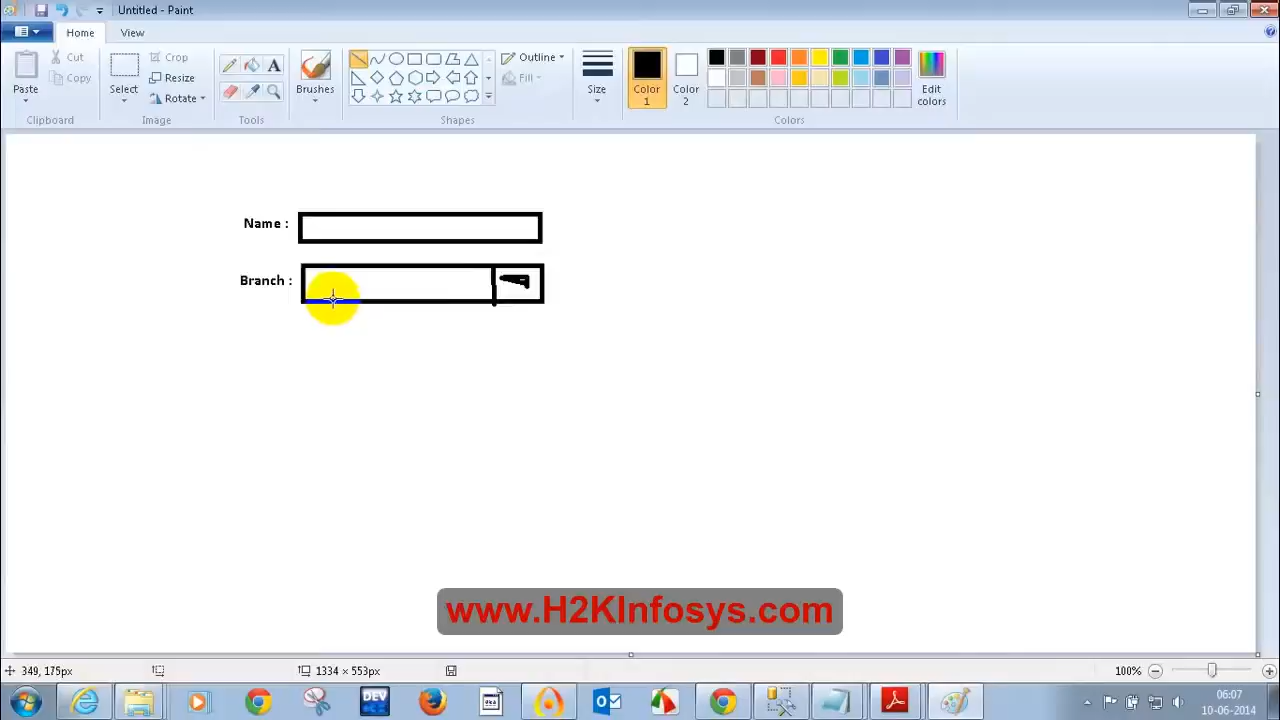 Untitled - Paint
Home
View
Paste
Cut
Copy
Clipboard
Select
Crop
Resize
Rotate
Image
Tools
Brushes
Shapes
Outline
Fill
Size
Color 1
Color 2
Edit colors
Colors
Name :
Branch :
www.H2KInfosys.com
349, 175px
1334 × 553px
100%
DEV
06:07
10-06-2014